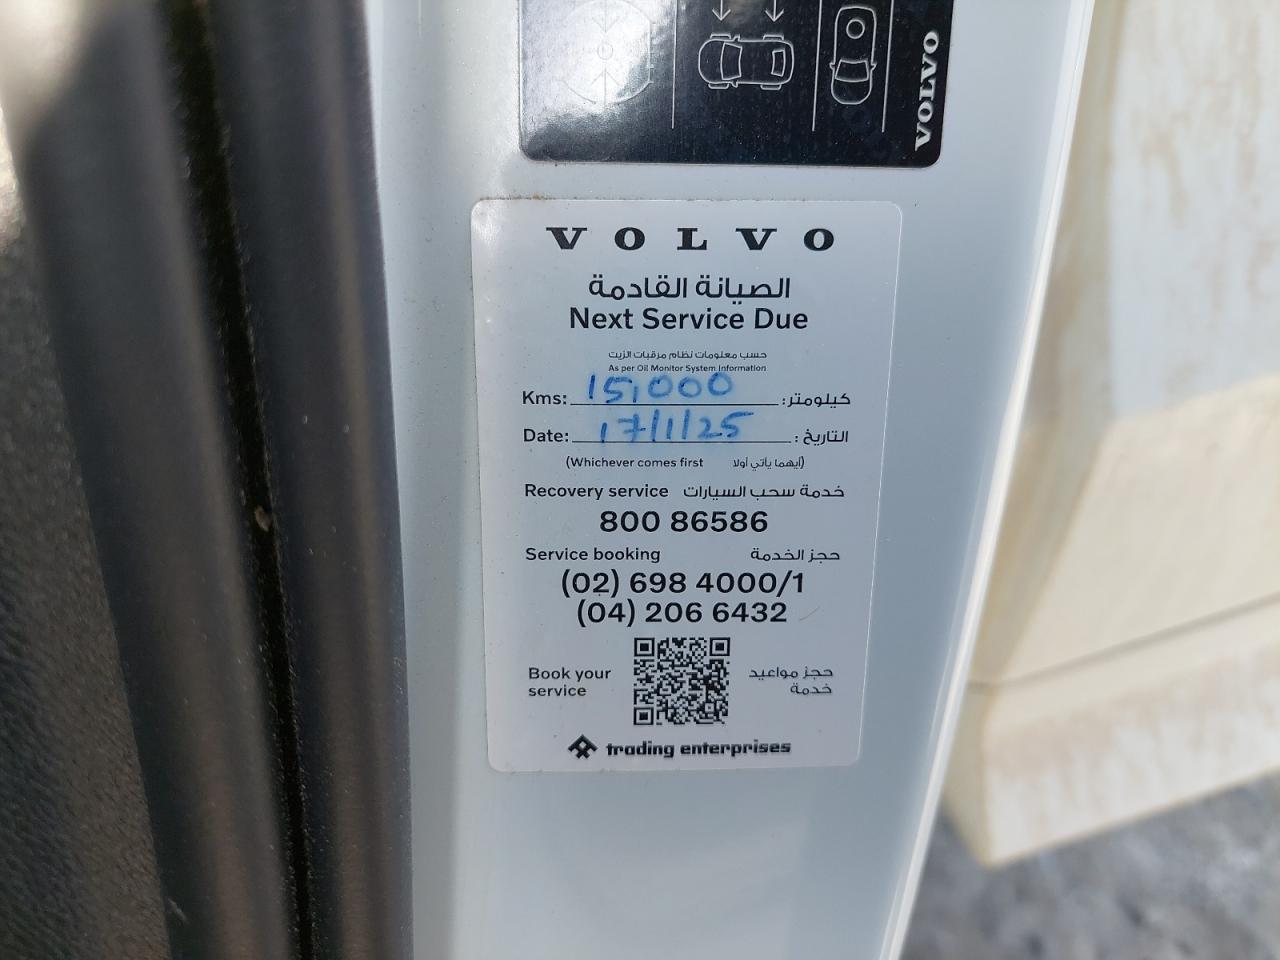 VOLVO
VOLVO
الصيانة القادمة
Next Service Due
حسب معلومات نظام مرقبات الزيت
As per Oil Monitor System Information
Kms: 15,000 كيلومتر:
Date: 17/1/25 التاريخ:
(Whichever comes first أيهما يأتي أولا)
Recovery service خدمة سحب السيارات
800 86586
Service booking حجز الخدمة
(02) 698 4000/1
(04) 206 6432
Book your حجز مواعيد
service خدمة
trading enterprises